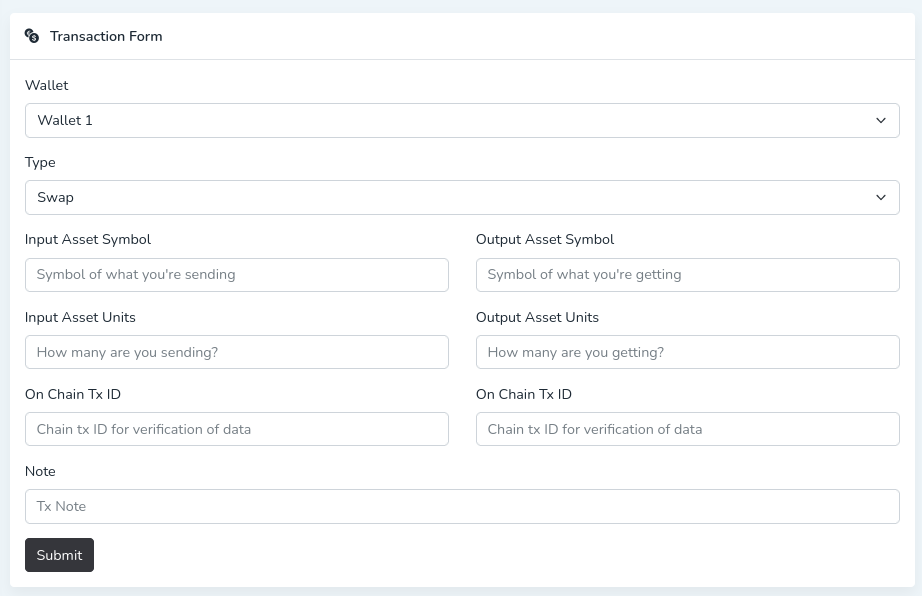 Transaction Form
Wallet
Wallet 1
Type
Swap
Input Asset Symbol
Output Asset Symbol
Symbol of what you're sending
Symbol of what you're getting
Input Asset Units
Output Asset Units
How many are you sending?
How many are you getting?
On Chain Tx ID
On Chain Tx ID
Chain tx ID for verification of data
Chain tx ID for verification of data
Note
Tx Note
Submit